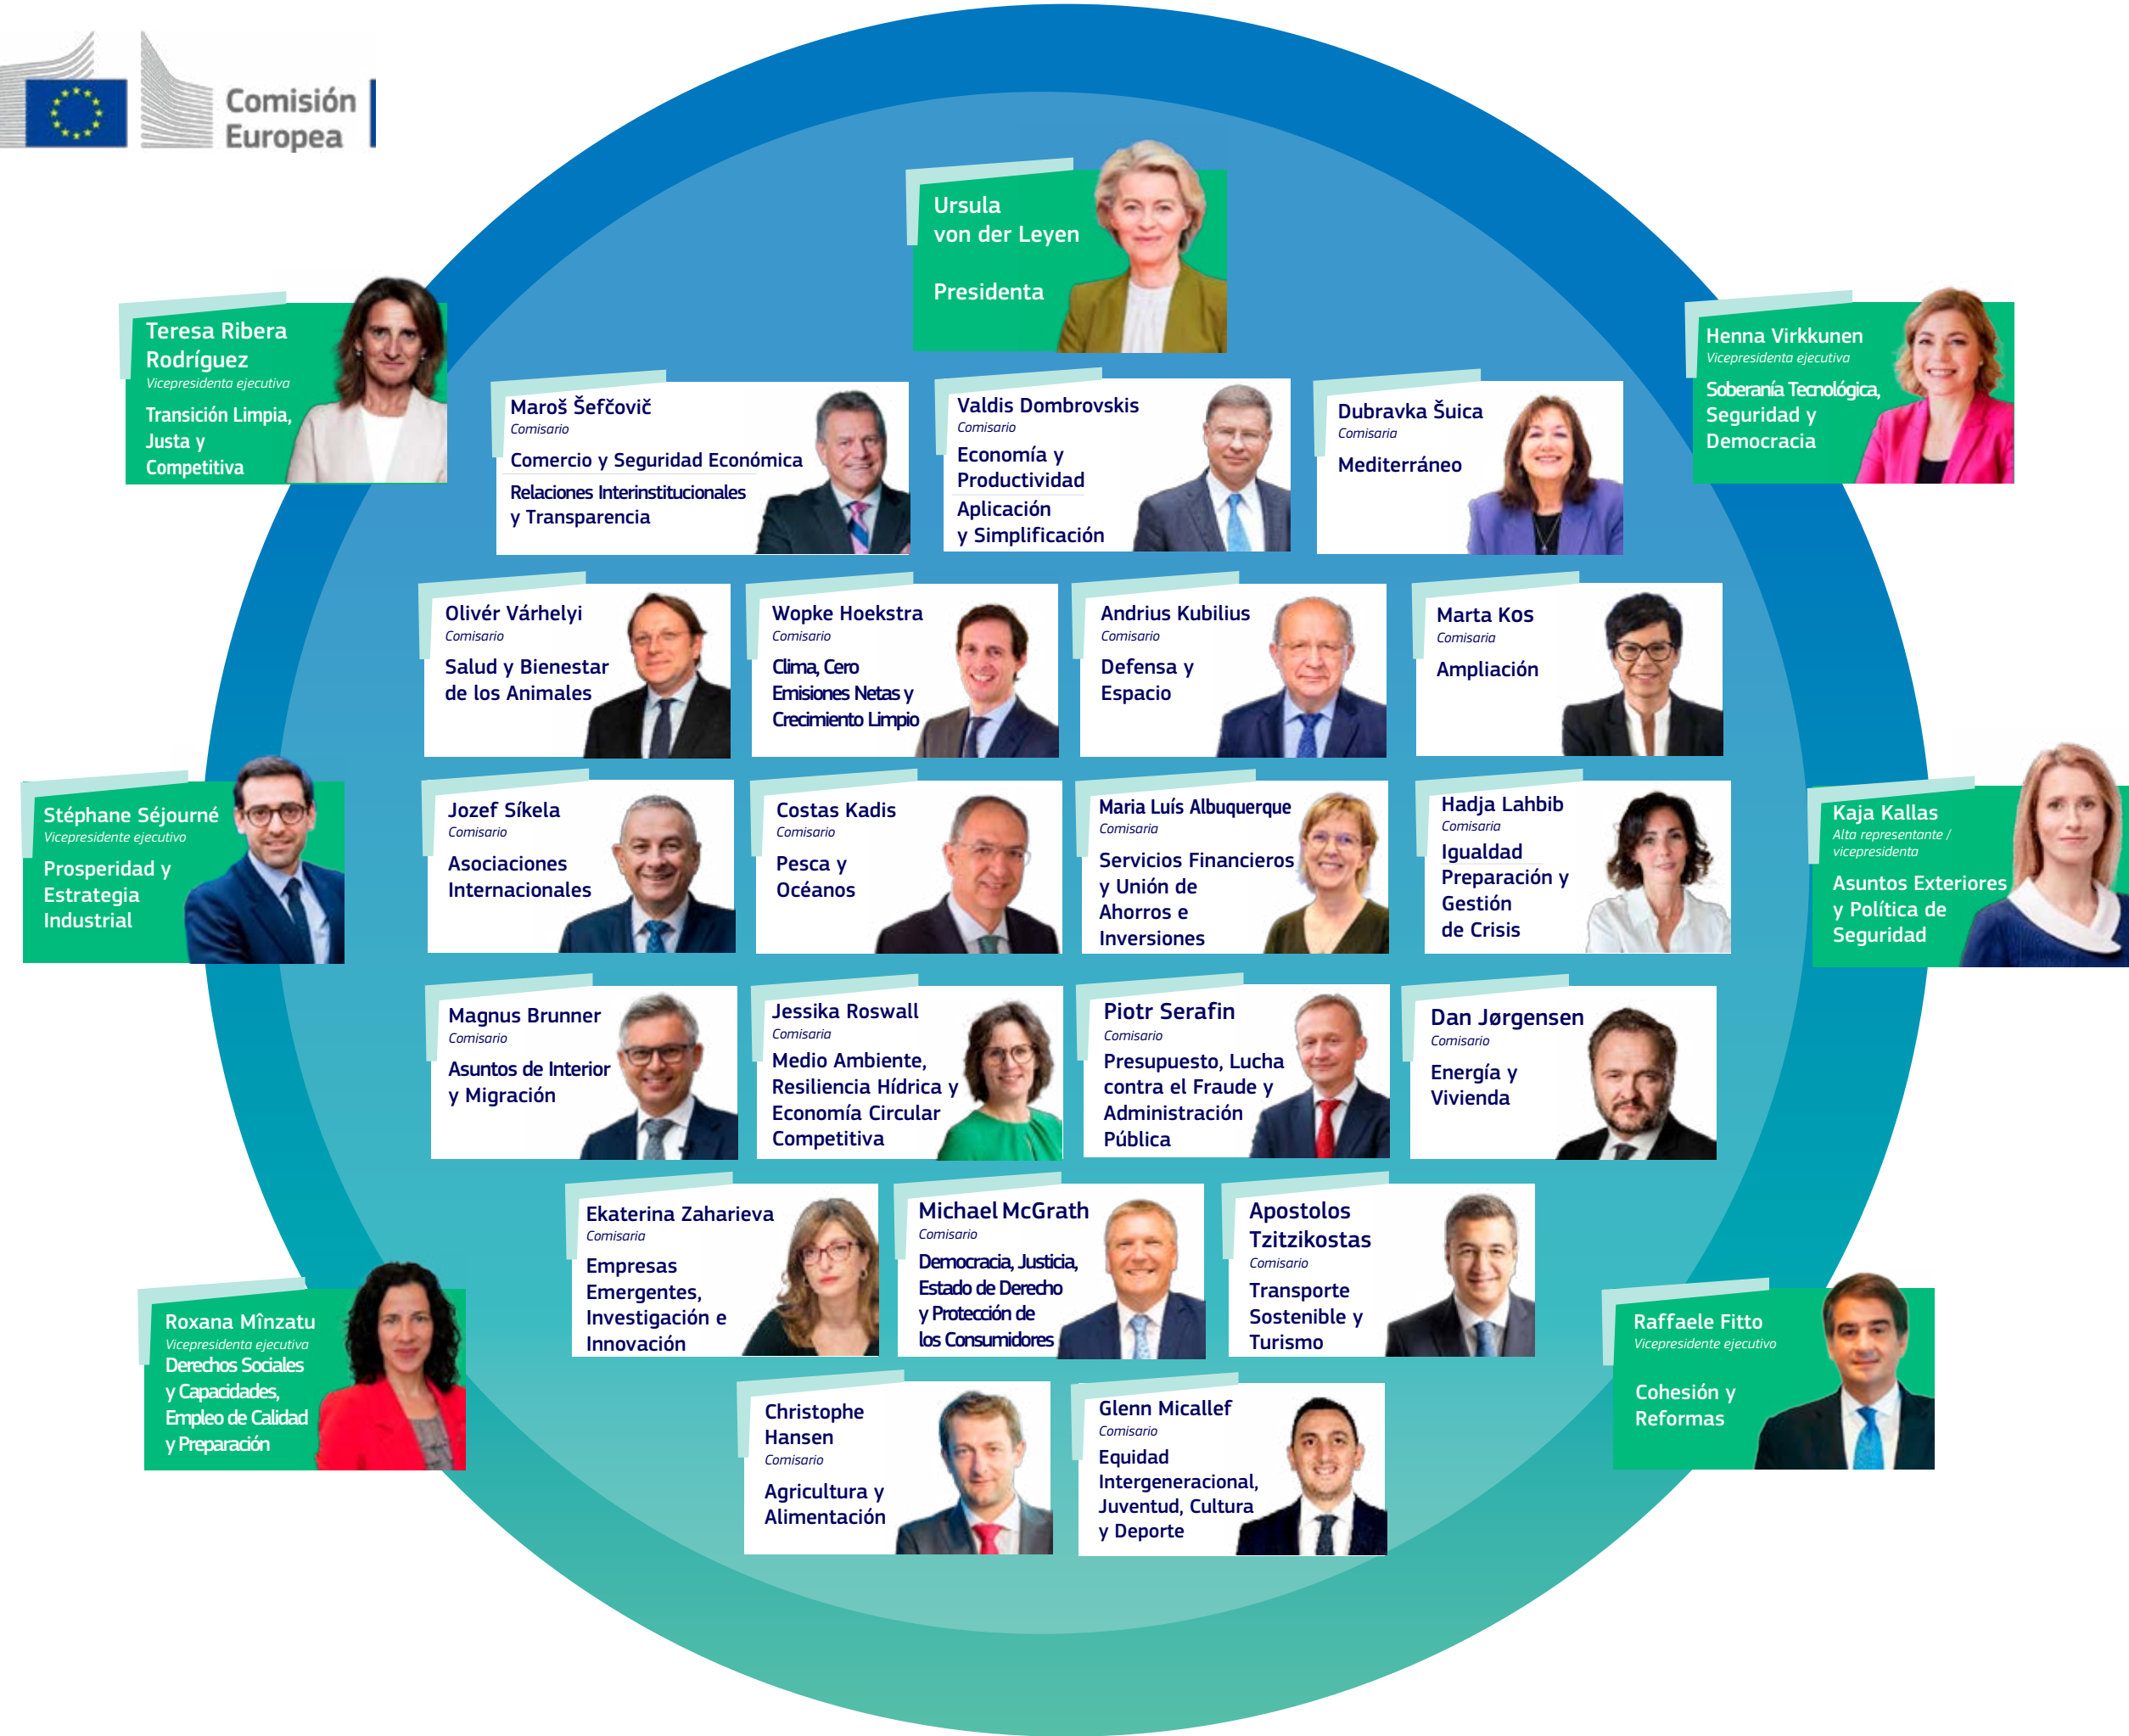 Comisión
Europea
Ursula
von der Leyen
Presidenta
Teresa Ribera
Rodríguez
Vicepresidenta ejecutiva
Transición Limpia,
Justa y
Competitiva
Henna Virkkunen
Vicepresidenta ejecutiva
Soberanía Tecnológica,
Seguridad y
Democracia
Maroš Šefčovič
Comisario
Comercio y Seguridad Económica
Relaciones Interinstitucionales
y Transparencia
Valdis Dombrovskis
Comisario
Economía y
Productividad
Aplicación
y Simplificación
Dubravka Šuica
Comisaria
Mediterráneo
Olivér Várhelyi
Comisario
Salud y Bienestar
de los Animales
Wopke Hoekstra
Comisario
Clima, Cero
Emisiones Netas y
Crecimiento Limpio
Andrius Kubilius
Comisario
Defensa y
Espacio
Marta Kos
Comisaria
Ampliación
Stéphane Séjourné
Vicepresidente ejecutivo
Prosperidad y
Estrategia
Industrial
Jozef Síkela
Comisario
Asociaciones
Internacionales
Costas Kadis
Comisario
Pesca y
Océanos
Maria Luís Albuquerque
Comisaria
Servicios Financieros
y Unión de
Ahorros e
Inversiones
Hadja Lahbib
Comisaria
Igualdad
Preparación y
Gestión
de Crisis
Kaja Kallas
Alta representante /
vicepresidenta
Asuntos Exteriores
y Política de
Seguridad
Magnus Brunner
Comisario
Asuntos de Interior
y Migración
Jessika Roswall
Comisaria
Medio Ambiente,
Resiliencia Hídrica y
Economía Circular
Competitiva
Piotr Serafin
Comisario
Presupuesto, Lucha
contra el Fraude y
Administración
Pública
Dan Jørgensen
Comisario
Energía y
Vivienda
Ekaterina Zaharieva
Comisaria
Empresas
Emergentes,
Investigación e
Innovación
Michael McGrath
Comisario
Democracia, Justicia,
Estado de Derecho
y Protección de
los Consumidores
Apostolos
Tzitzikostas
Comisario
Transporte
Sostenible y
Turismo
Roxana Mînzatu
Vicepresidenta ejecutiva
Derechos Sociales
y Capacidades,
Empleo de Calidad
y Preparación
Raffaele Fitto
Vicepresidente ejecutivo
Cohesión y
Reformas
Christophe
Hansen
Comisario
Agricultura y
Alimentación
Glenn Micallef
Comisario
Equidad
Intergeneracional,
Juventud, Cultura
y Deporte